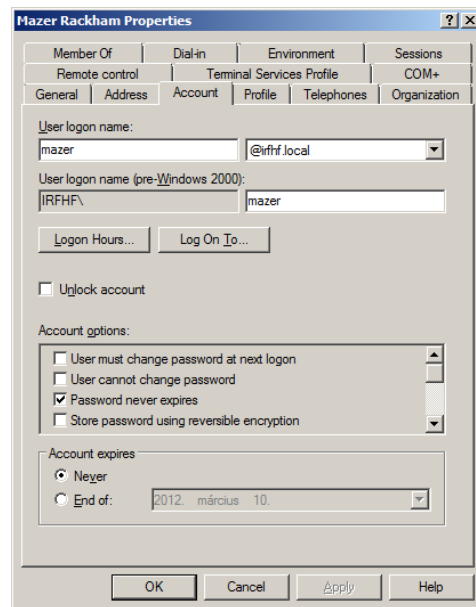 Mazer Rackham Properties
Member Of Dial-in Environment Sessions
Remote control Terminal Services Profile COM+
General Address Account Profile Telephones Organization
User logon name:
mazer @irfhf.local
User logon name (pre-Windows 2000):
IRFHF\ mazer
Logon Hours... Log On To...
Unlock account
Account options:
User must change password at next logon
User cannot change password
Password never expires
Store password using reversible encryption
Account expires
Never
End of: 2012. március 10.
OK Cancel Apply Help